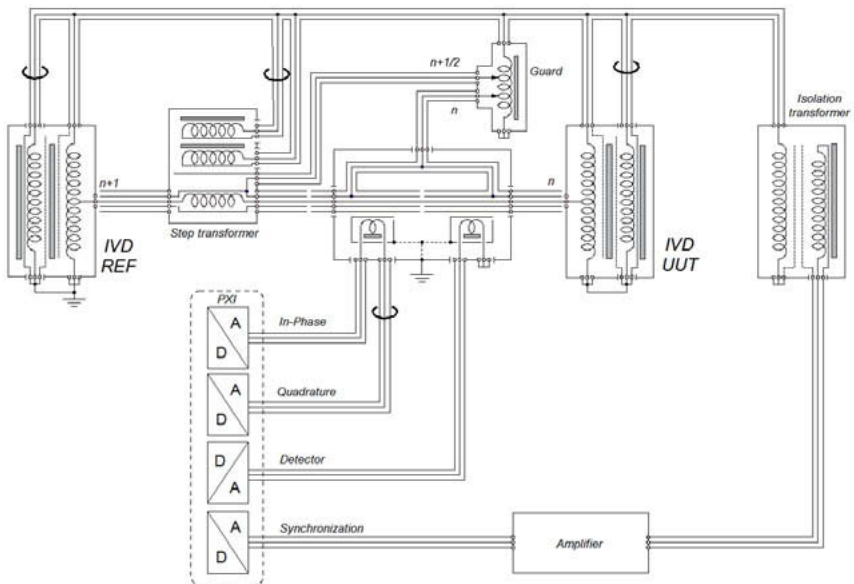 n+1/2
Guard
n
Isolation
transformer
n+1
n
Step transformer
IVD
REF
IVD
UUT
PXI
A
D
In-Phase
A
D
Quadrature
D
A
Detector
A
D
Synchronization
Amplifier